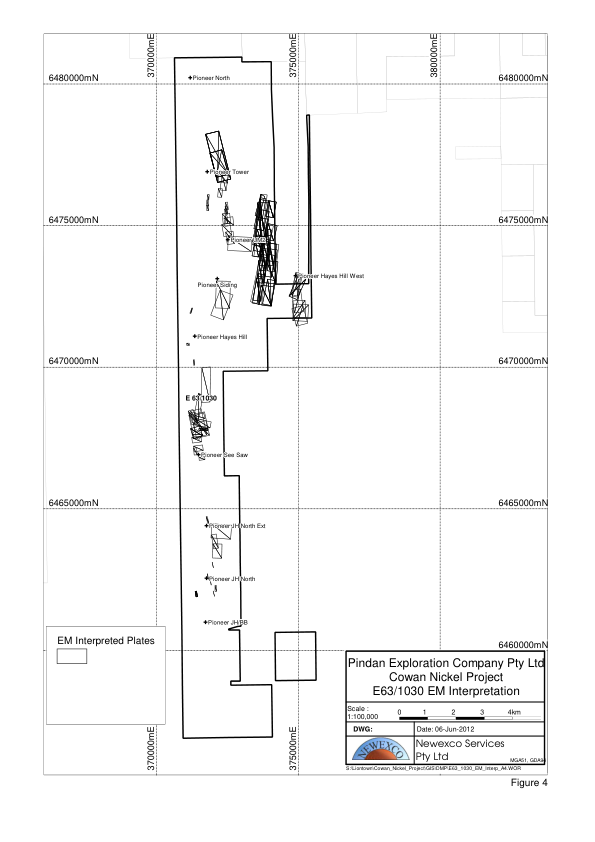 370000mE
375000mE
380000mE
6480000mN
6480000mN
Pioneer North
Pioneer Tower
6475000mN
6475000mN
Pioneer
Pioneer Hayes Hill West
Pioneer Siding
Pioneer Hayes Hill
6470000mN
6470000mN
E 63/1030
Pioneer See Saw
6465000mN
6465000mN
Pioneer JH North Ext
Pioneer JH North
Pioneer JH/BB
6460000mN
EM Interpreted Plates
370000mE
375000mE
Pindan Exploration Company Pty Ltd
Cowan Nickel Project
E63/1030 EM Interpretation
Scale :
1:100,000
0 1 2 3 4km
DWG:
Date: 06-Jun-2012
NEWEXCO
Newexco Services
Pty Ltd
MGA51, GDA94
S:\Liontown\Cowan_Nickel_Project\GIS\DMP\E63_1030_EM_Interp_A4.WOR
Figure 4